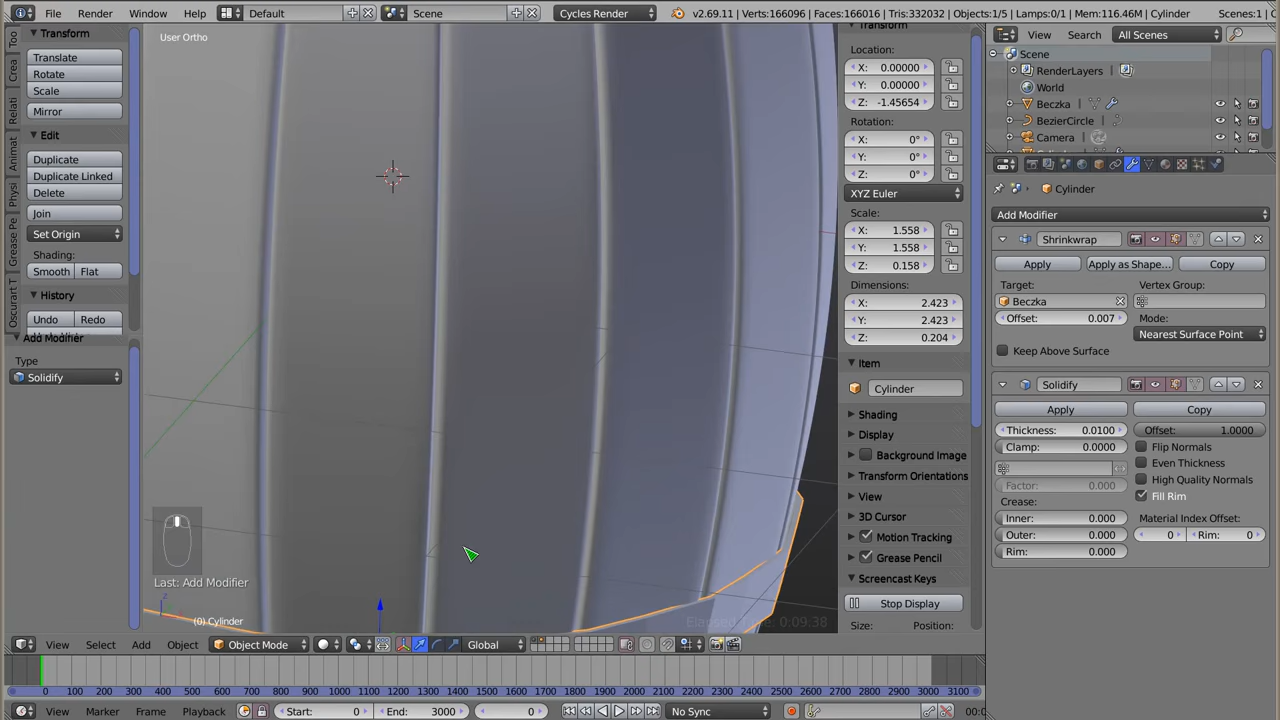 File Render Window Help Default Scene Cycles Render v2.69.11 | Verts:166096 | Faces:166016 | Tris:332032 | Objects:1/5 | Lamps:0/1 | Mem:116.46M | Cylinder Scenes:1
Transform
Translate
Rotate
Scale
Mirror
Edit
Duplicate
Duplicate Linked
Delete
Join
Set Origin
Shading:
Smooth Flat
History
Undo Redo
Add Modifier
Type
Solidify
Too
Crea
Relati
Animat
Physi
Grease Pe
Oscurart T
User Ortho
Last: Add Modifier
z
(0) Cylinder
0:09.38
Transform
Location:
X: 0.00000
Y: 0.00000
Z: -1.45654
Rotation:
X: 0°
Y: 0°
Z: 0°
XYZ Euler
Scale:
X: 1.558
Y: 1.558
Z: 0.158
Dimensions:
X: 2.423
Y: 2.423
Z: 0.204
Item
Cylinder
Shading
Display
Background Image
Transform Orientations
View
3D Cursor
Motion Tracking
Grease Pencil
Screencast Keys
Stop Display
Size: Position:
View Search All Scenes
Scene
RenderLayers
World
Beczka
BezierCircle
Camera
Cylinder
Add Modifier
Shrinkwrap
Apply Apply as Shape... Copy
Target: Vertex Group:
Beczka
Offset: 0.007 Mode:
Nearest Surface Point
Keep Above Surface
Solidify
Apply Copy
Thickness: 0.0100 Offset: 1.0000
Clamp: 0.0000 Flip Normals
Even Thickness
Factor: 0.000 High Quality Normals
Crease: Fill Rim
Inner: 0.000 Material Index Offset:
Outer: 0.000 0 Rim: 0
Rim: 0.000
View Select Add Object Object Mode Global
0 100 200 300 400 500 600 700 800 900 1000 1100 1200 1300 1400 1500 1600 1700 1800 1900 2000 2100 2200 2300 2400 2500 2600 2700 2800 2900 3000 3100
View Marker Frame Playback Start: 0 End: 3000 0 No Sync